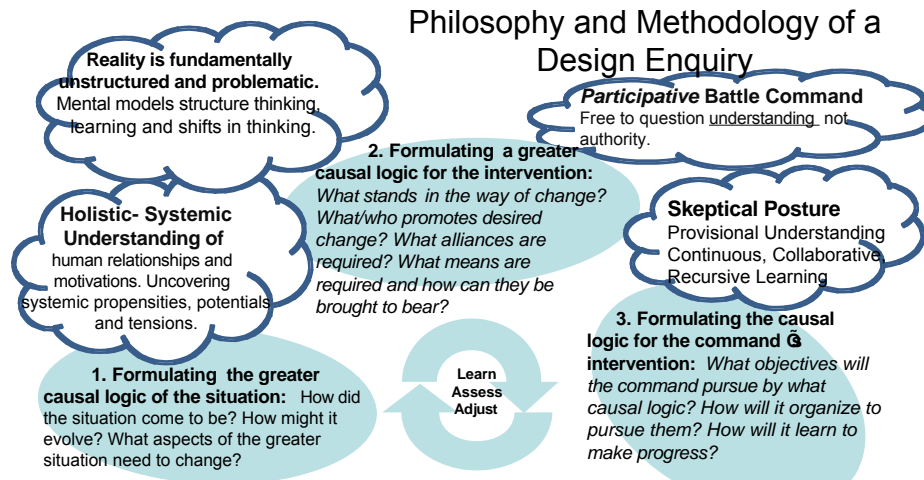 Philosophy and Methodology of a
Design Enquiry
Reality is fundamentally
unstructured and problematic.
Mental models structure thinking,
learning and shifts in thinking.
Participative Battle Command
Free to question understanding not
authority.
2. Formulating a greater
causal logic for the intervention:
What stands in the way of change?
What/who promotes desired
change? What alliances are
required? What means are
required and how can they be
brought to bear?
Holistic- Systemic
Understanding of
human relationships and
motivations. Uncovering
systemic propensities, potentials
and tensions.
Skeptical Posture
Provisional Understanding
Continuous, Collaborative,
Recursive Learning
1. Formulating the greater
causal logic of the situation: How did
the situation come to be? How might it
evolve? What aspects of the greater
situation need to change?
Learn
Assess
Adjust
3. Formulating the causal
logic for the command
intervention: What objectives will
the command pursue by what
causal logic? How will it organize to
pursue them? How will it learn to
make progress?